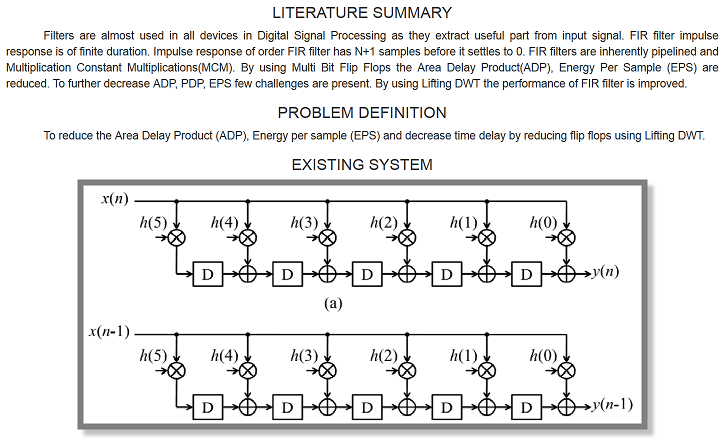 LITERATURE SUMMARY
Filters are almost used in all devices in Digital Signal Processing as they extract useful part from input signal. FIR filter impulse
response is of finite duration. Impulse response of order FIR filter has N+1 samples before it settles to 0. FIR filters are inherently pipelined and
Multiplication Constant Multiplications(MCM). By using Multi Bit Flip Flops the Area Delay Product(ADP), Energy Per Sample (EPS) are
reduced. To further decrease ADP, PDP, EPS few challenges are present. By using Lifting DWT the performance of FIR filter is improved.
PROBLEM DEFINITION
To reduce the Area Delay Product (ADP), Energy per sample (EPS) and decrease time delay by reducing flip flops using Lifting DWT.
EXISTING SYSTEM
x(n)
h(5) h(4) h(3) h(2) h(1) h(0)
D D D D D y(n)
(a)
x(n-1)
h(5) h(4) h(3) h(2) h(1) h(0)
D D D D D y(n-1)